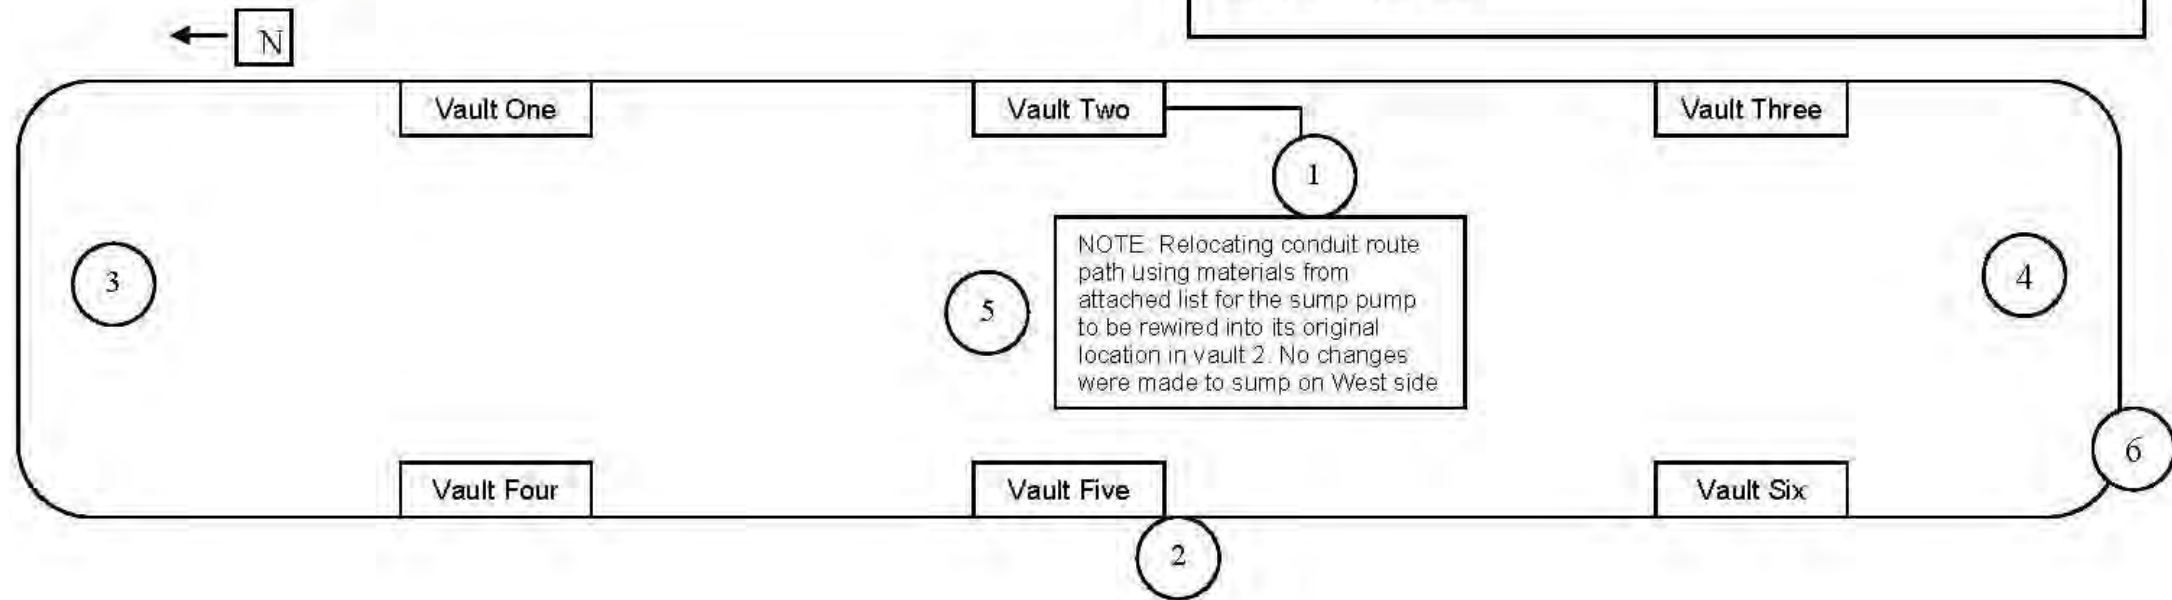 N
Vault One
Vault Two
Vault Three
1
NOTE: Relocating conduit route
path using materials from
attached list for the sump pump
to be rewired into its original
location in vault 2. No changes
were made to sump on West side
3
5
4
6
Vault Four
Vault Five
Vault Six
2